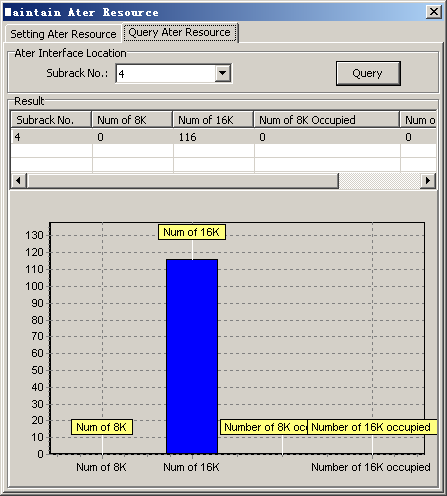 Maintain Ater Resource
Setting Ater Resource Query Ater Resource
Ater Interface Location
Subrack No.: 4 Query
Result
Subrack No. Num of 8K Num of 16K Num of 8K Occupied Num o
4 0 116 0 0
130
Num of 16K
120
110
100
90
80
70
60
50
40
30
20
Num of 8K Number of 8K occ Number of 16K occupied
10
0
Num of 8K Num of 16K Number of 16K occupied